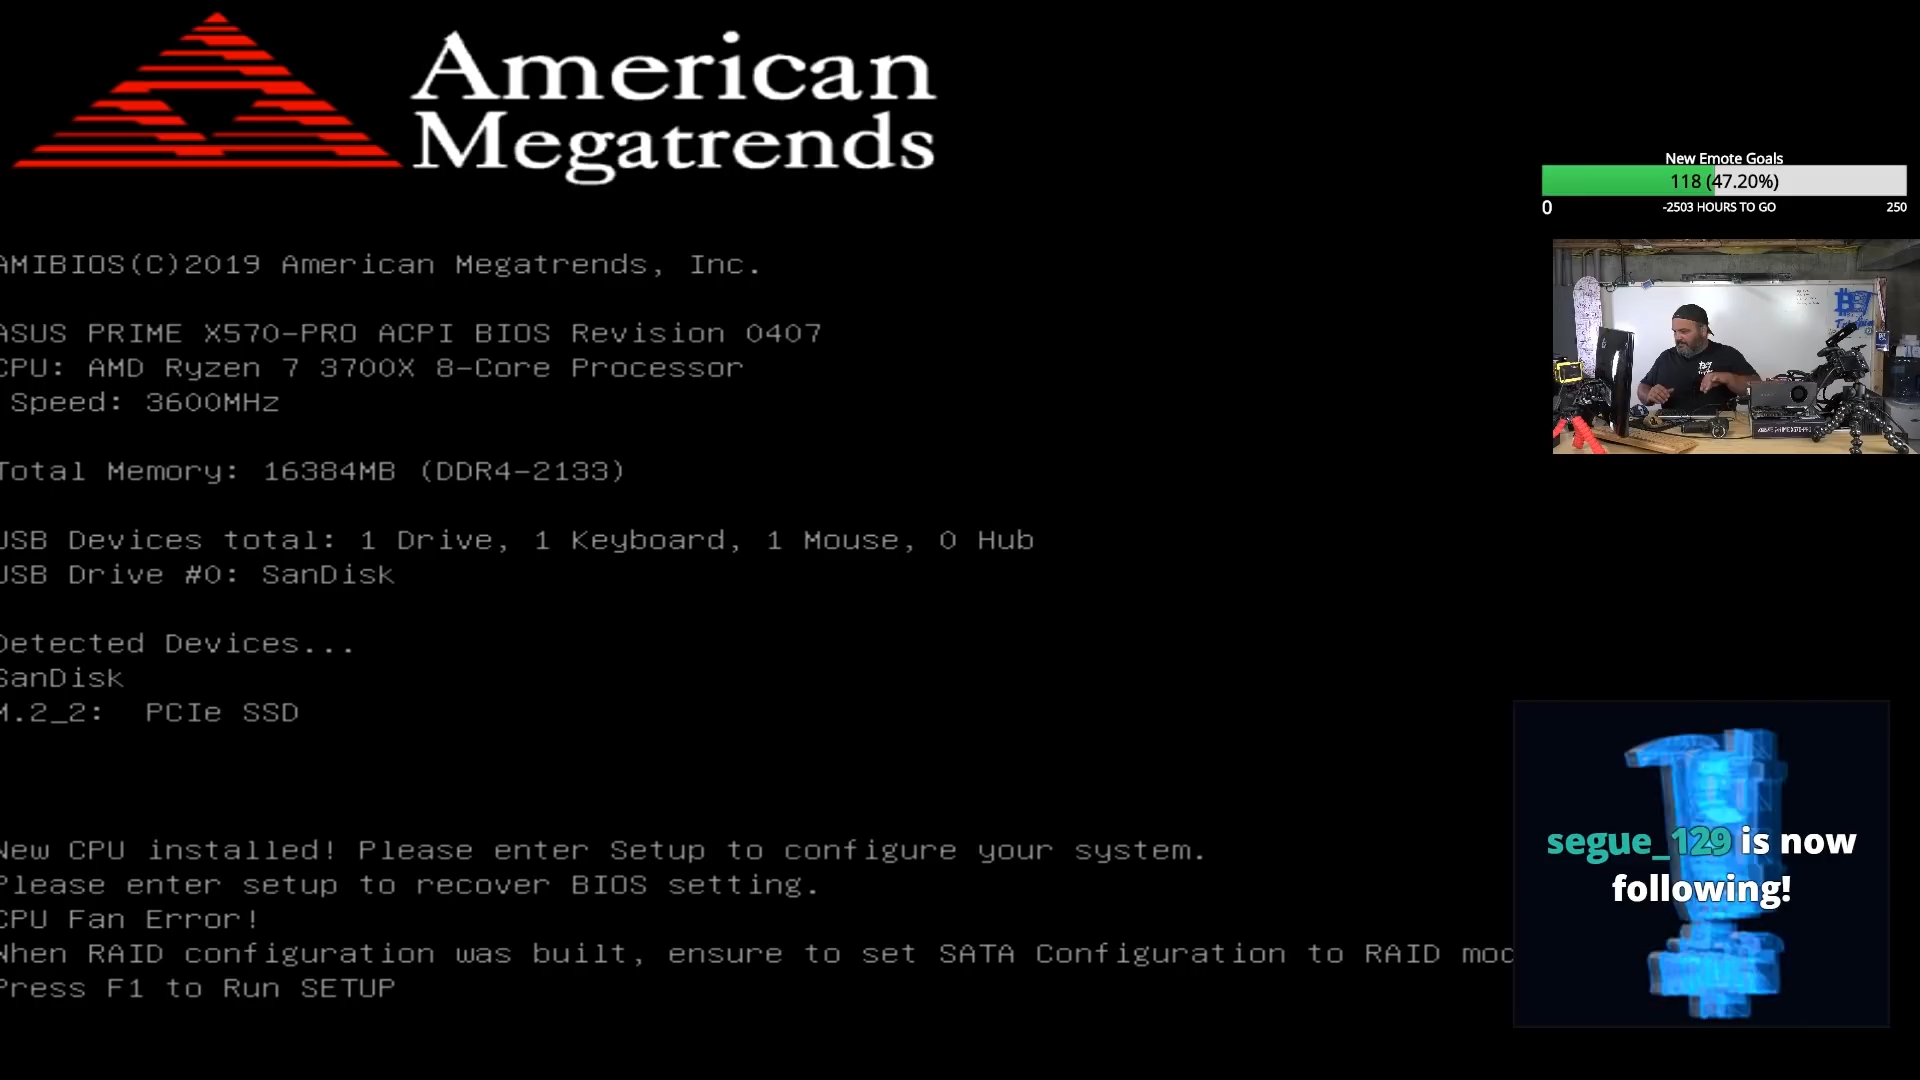 American
Megatrends
New Emote Goals
118 (47.20%)
0 -2503 HOURS TO GO 250
AMIBIOS(C)2019 American Megatrends, Inc.
ASUS PRIME X570-PRO ACPI BIOS Revision 0407
CPU: AMD Ryzen 7 3700X 8-Core Processor
Speed: 3600MHz
Total Memory: 16384MB (DDR4-2133)
USB Devices total: 1 Drive, 1 Keyboard, 1 Mouse, 0 Hub
USB Drive #0: SanDisk
Detected Devices...
SanDisk
M.2_2: PCIe SSD
New CPU installed! Please enter Setup to configure your system.
Please enter setup to recover BIOS setting.
CPU Fan Error!
When RAID configuration was built, ensure to set SATA Configuration to RAID mod
Press F1 to Run SETUP
segue_129 is now
following!